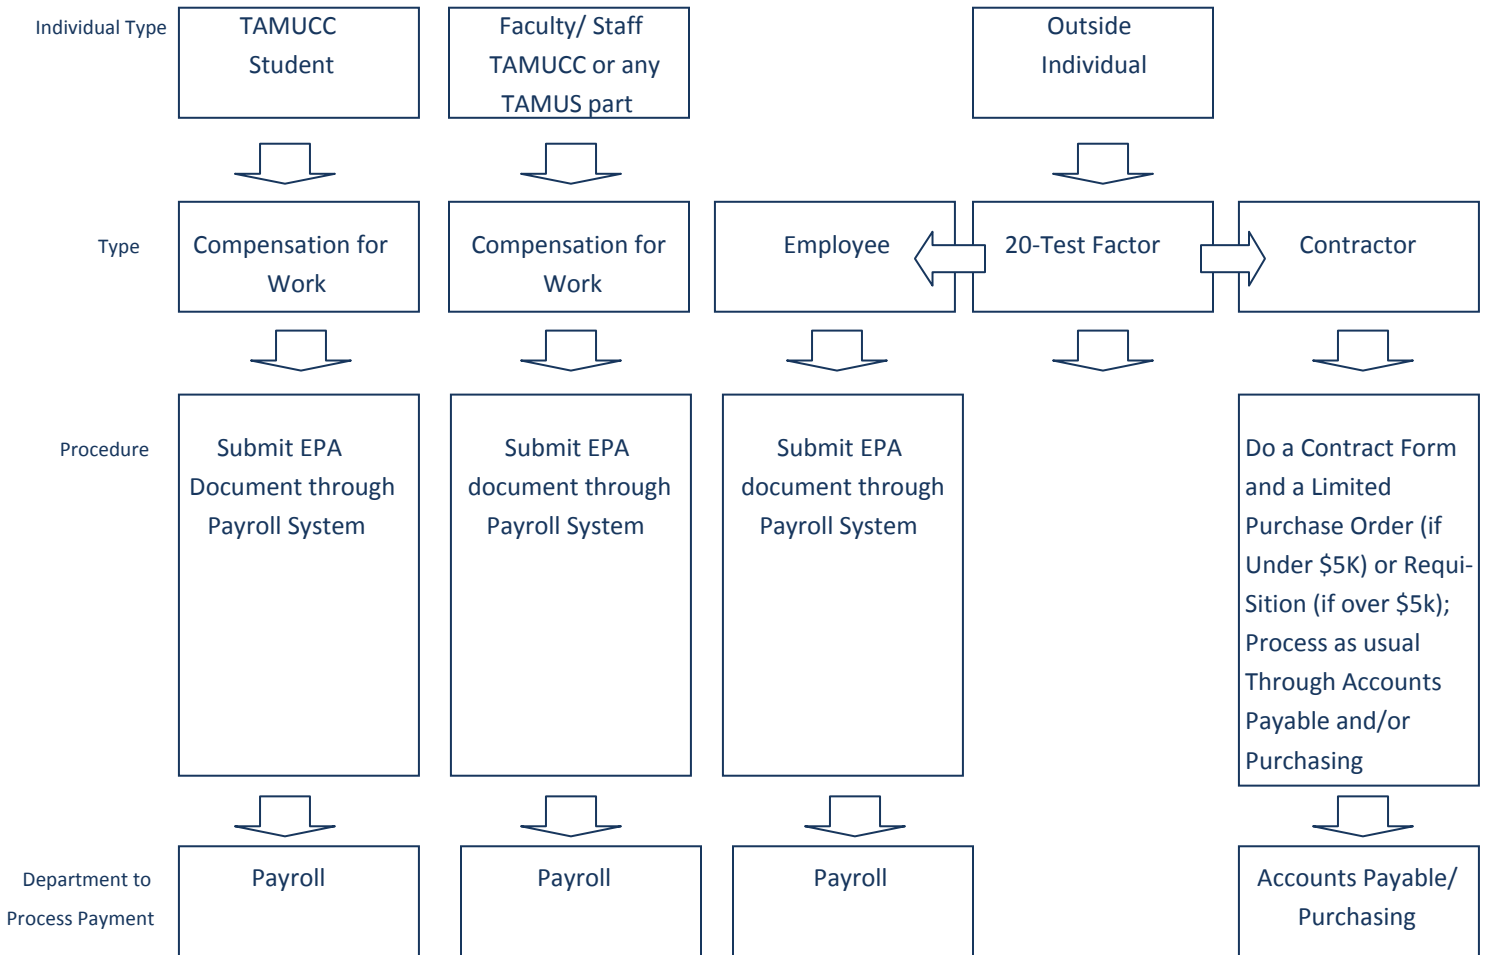 Individual Type
TAMUCC
Student
Faculty/ Staff
TAMUCC or any
TAMUS part
Outside
Individual
Type
Compensation for
Work
Compensation for
Work
Employee
20-Test Factor
Contractor
Procedure
Submit EPA
Document through
Payroll System
Submit EPA
document through
Payroll System
Submit EPA
document through
Payroll System
Do a Contract Form
and a Limited
Purchase Order (if
Under $5K) or Requi-
Sition (if over $5k);
Process as usual
Through Accounts
Payable and/or
Purchasing
Department to
Process Payment
Payroll
Payroll
Payroll
Accounts Payable/
Purchasing